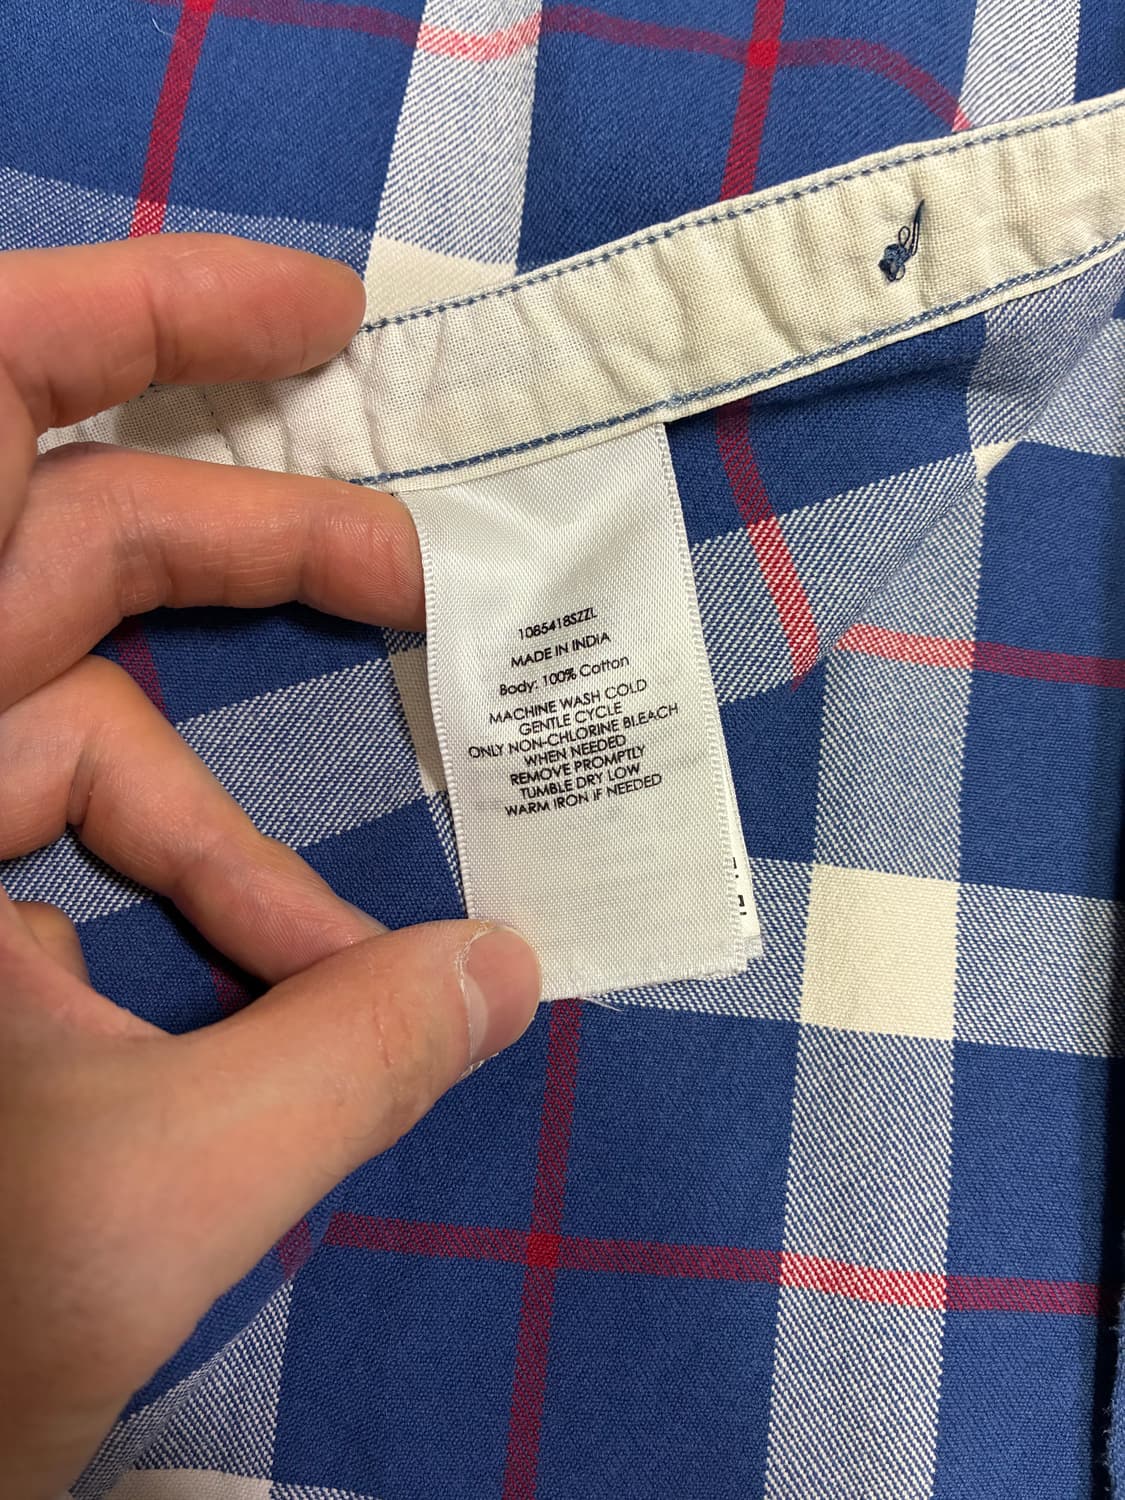 1085418SZZL
MADE IN INDIA
Body: 100% Cotton
MACHINE WASH COLD
GENTLE CYCLE
ONLY NON-CHLORINE BLEACH
WHEN NEEDED
REMOVE PROMPTLY
TUMBLE DRY LOW
WARM IRON IF NEEDED